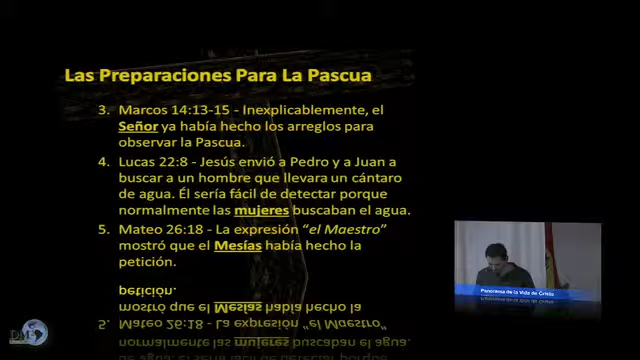 Las Preparaciones Para La Pascua
3. Marcos 14:13-15 - Inexplicablemente, el
Señor ya había hecho los arreglos para
observar la Pascua.
4. Lucas 22:8 - Jesús envió a Pedro y a Juan a
buscar a un hombre que llevara un cántaro
de agua. Él sería fácil de detectar porque
normalmente las mujeres buscaban el agua.
5. Mateo 26:18 - La expresión "el Maestro"
mostró que el Mesías había hecho la
petición.
Panorama de la Vida de Cristo